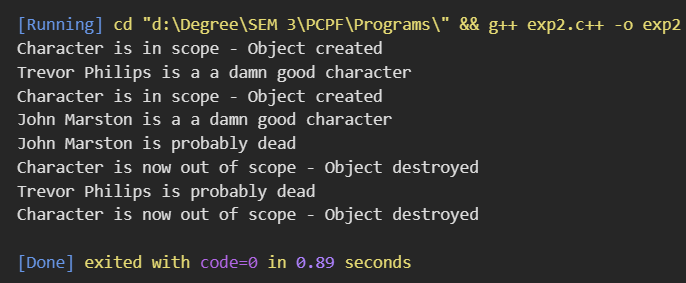 [Running] cd "d:\Degree\SEM 3\PCPF\Programs\" && g++ exp2.c++ -o exp2
Character is in scope - Object created
Trevor Philips is a a damn good character
Character is in scope - Object created
John Marston is a a damn good character
John Marston is probably dead
Character is now out of scope - Object destroyed
Trevor Philips is probably dead
Character is now out of scope - Object destroyed
[Done] exited with code=0 in 0.89 seconds